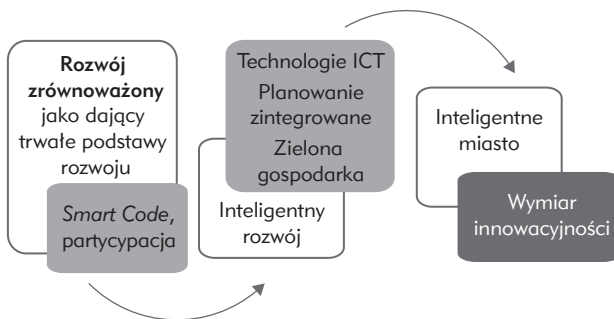 Rozwój
zrównoważony
jako dający
trwałe podstawy
rozwoju
Smart Code,
partycypacja
Technologie ICT
Planowanie
zintegrowane
Zielona
gospodarka
Inteligentny
rozwój
Inteligentne
miasto
Wymiar
innowacyjności